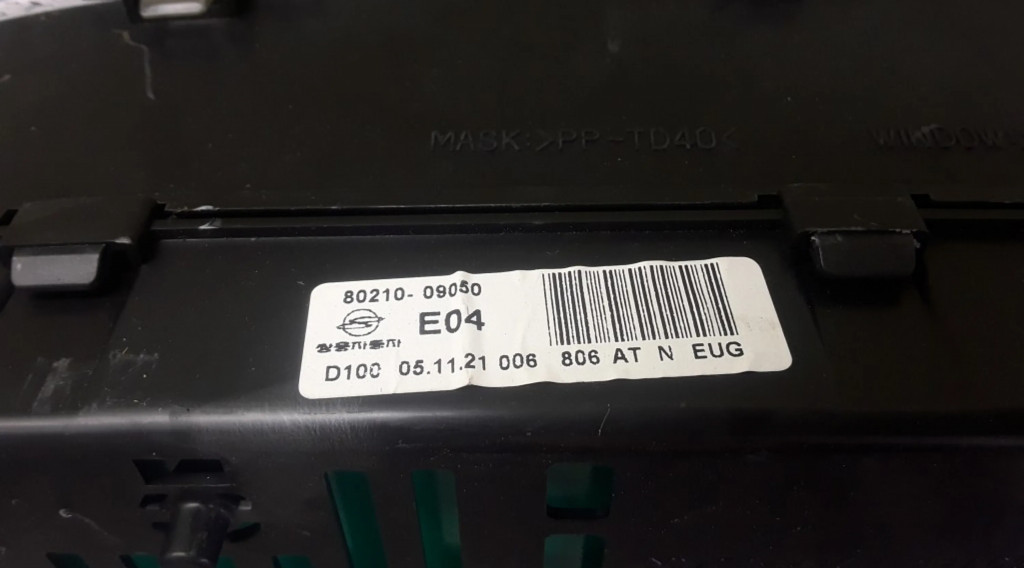 MASK:>PP-TD40<
WINDOW:
80210- 09050
E04
쌍용자동차
D100 05.11.21 006 806 AT N EUG